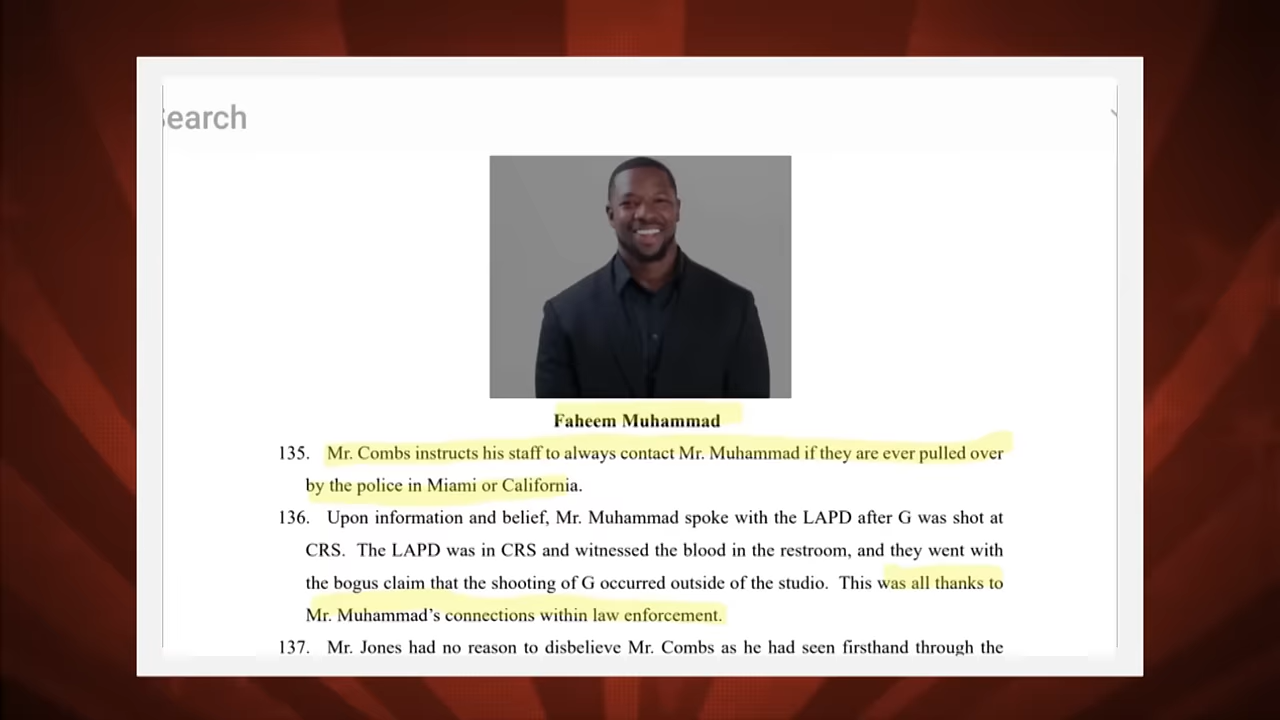 Search
Faheem Muhammad
135. Mr. Combs instructs his staff to always contact Mr. Muhammad if they are ever pulled over
by the police in Miami or California.
136. Upon information and belief, Mr. Muhammad spoke with the LAPD after G was shot at
CRS. The LAPD was in CRS and witnessed the blood in the restroom, and they went with
the bogus claim that the shooting of G occurred outside of the studio. This was all thanks to
Mr. Muhammad’s connections within law enforcement.
137. Mr. Jones had no reason to disbelieve Mr. Combs as he had seen firsthand through the